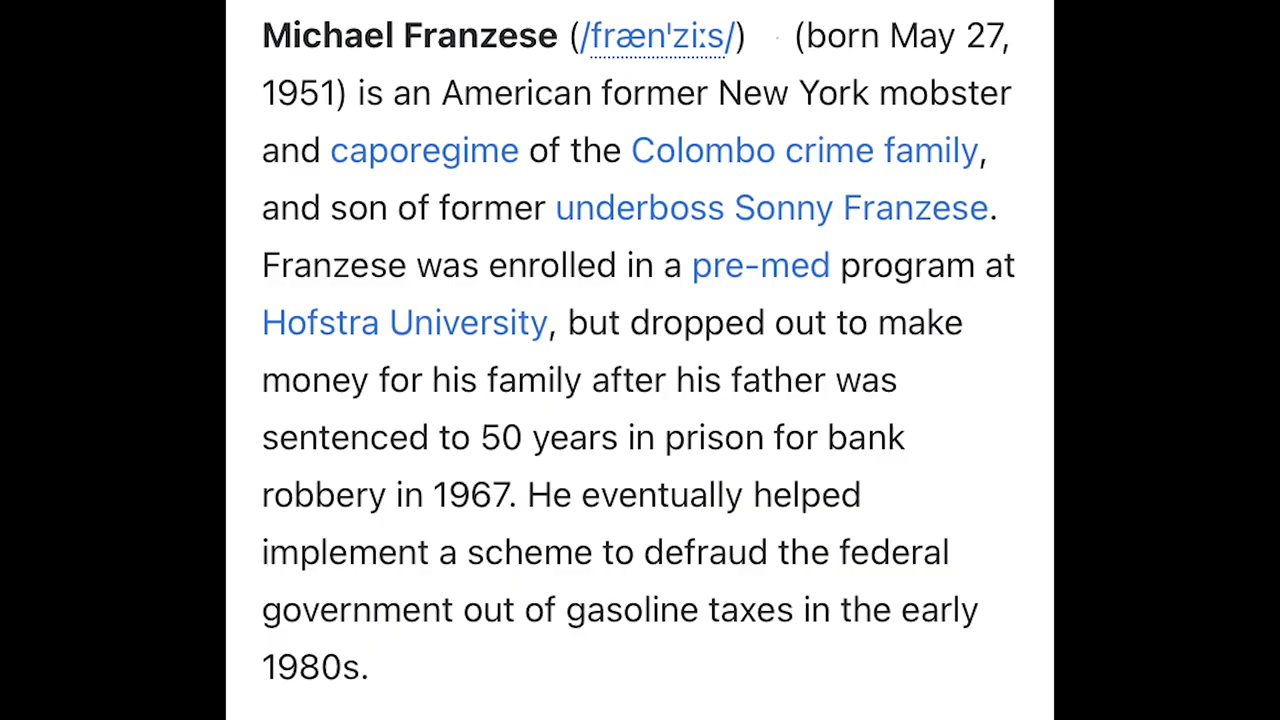 Michael Franzese (/frænˈziːs/) (born May 27,
1951) is an American former New York mobster
and caporegime of the Colombo crime family,
and son of former underboss Sonny Franzese.
Franzese was enrolled in a pre-med program at
Hofstra University, but dropped out to make
money for his family after his father was
sentenced to 50 years in prison for bank
robbery in 1967. He eventually helped
implement a scheme to defraud the federal
government out of gasoline taxes in the early
1980s.